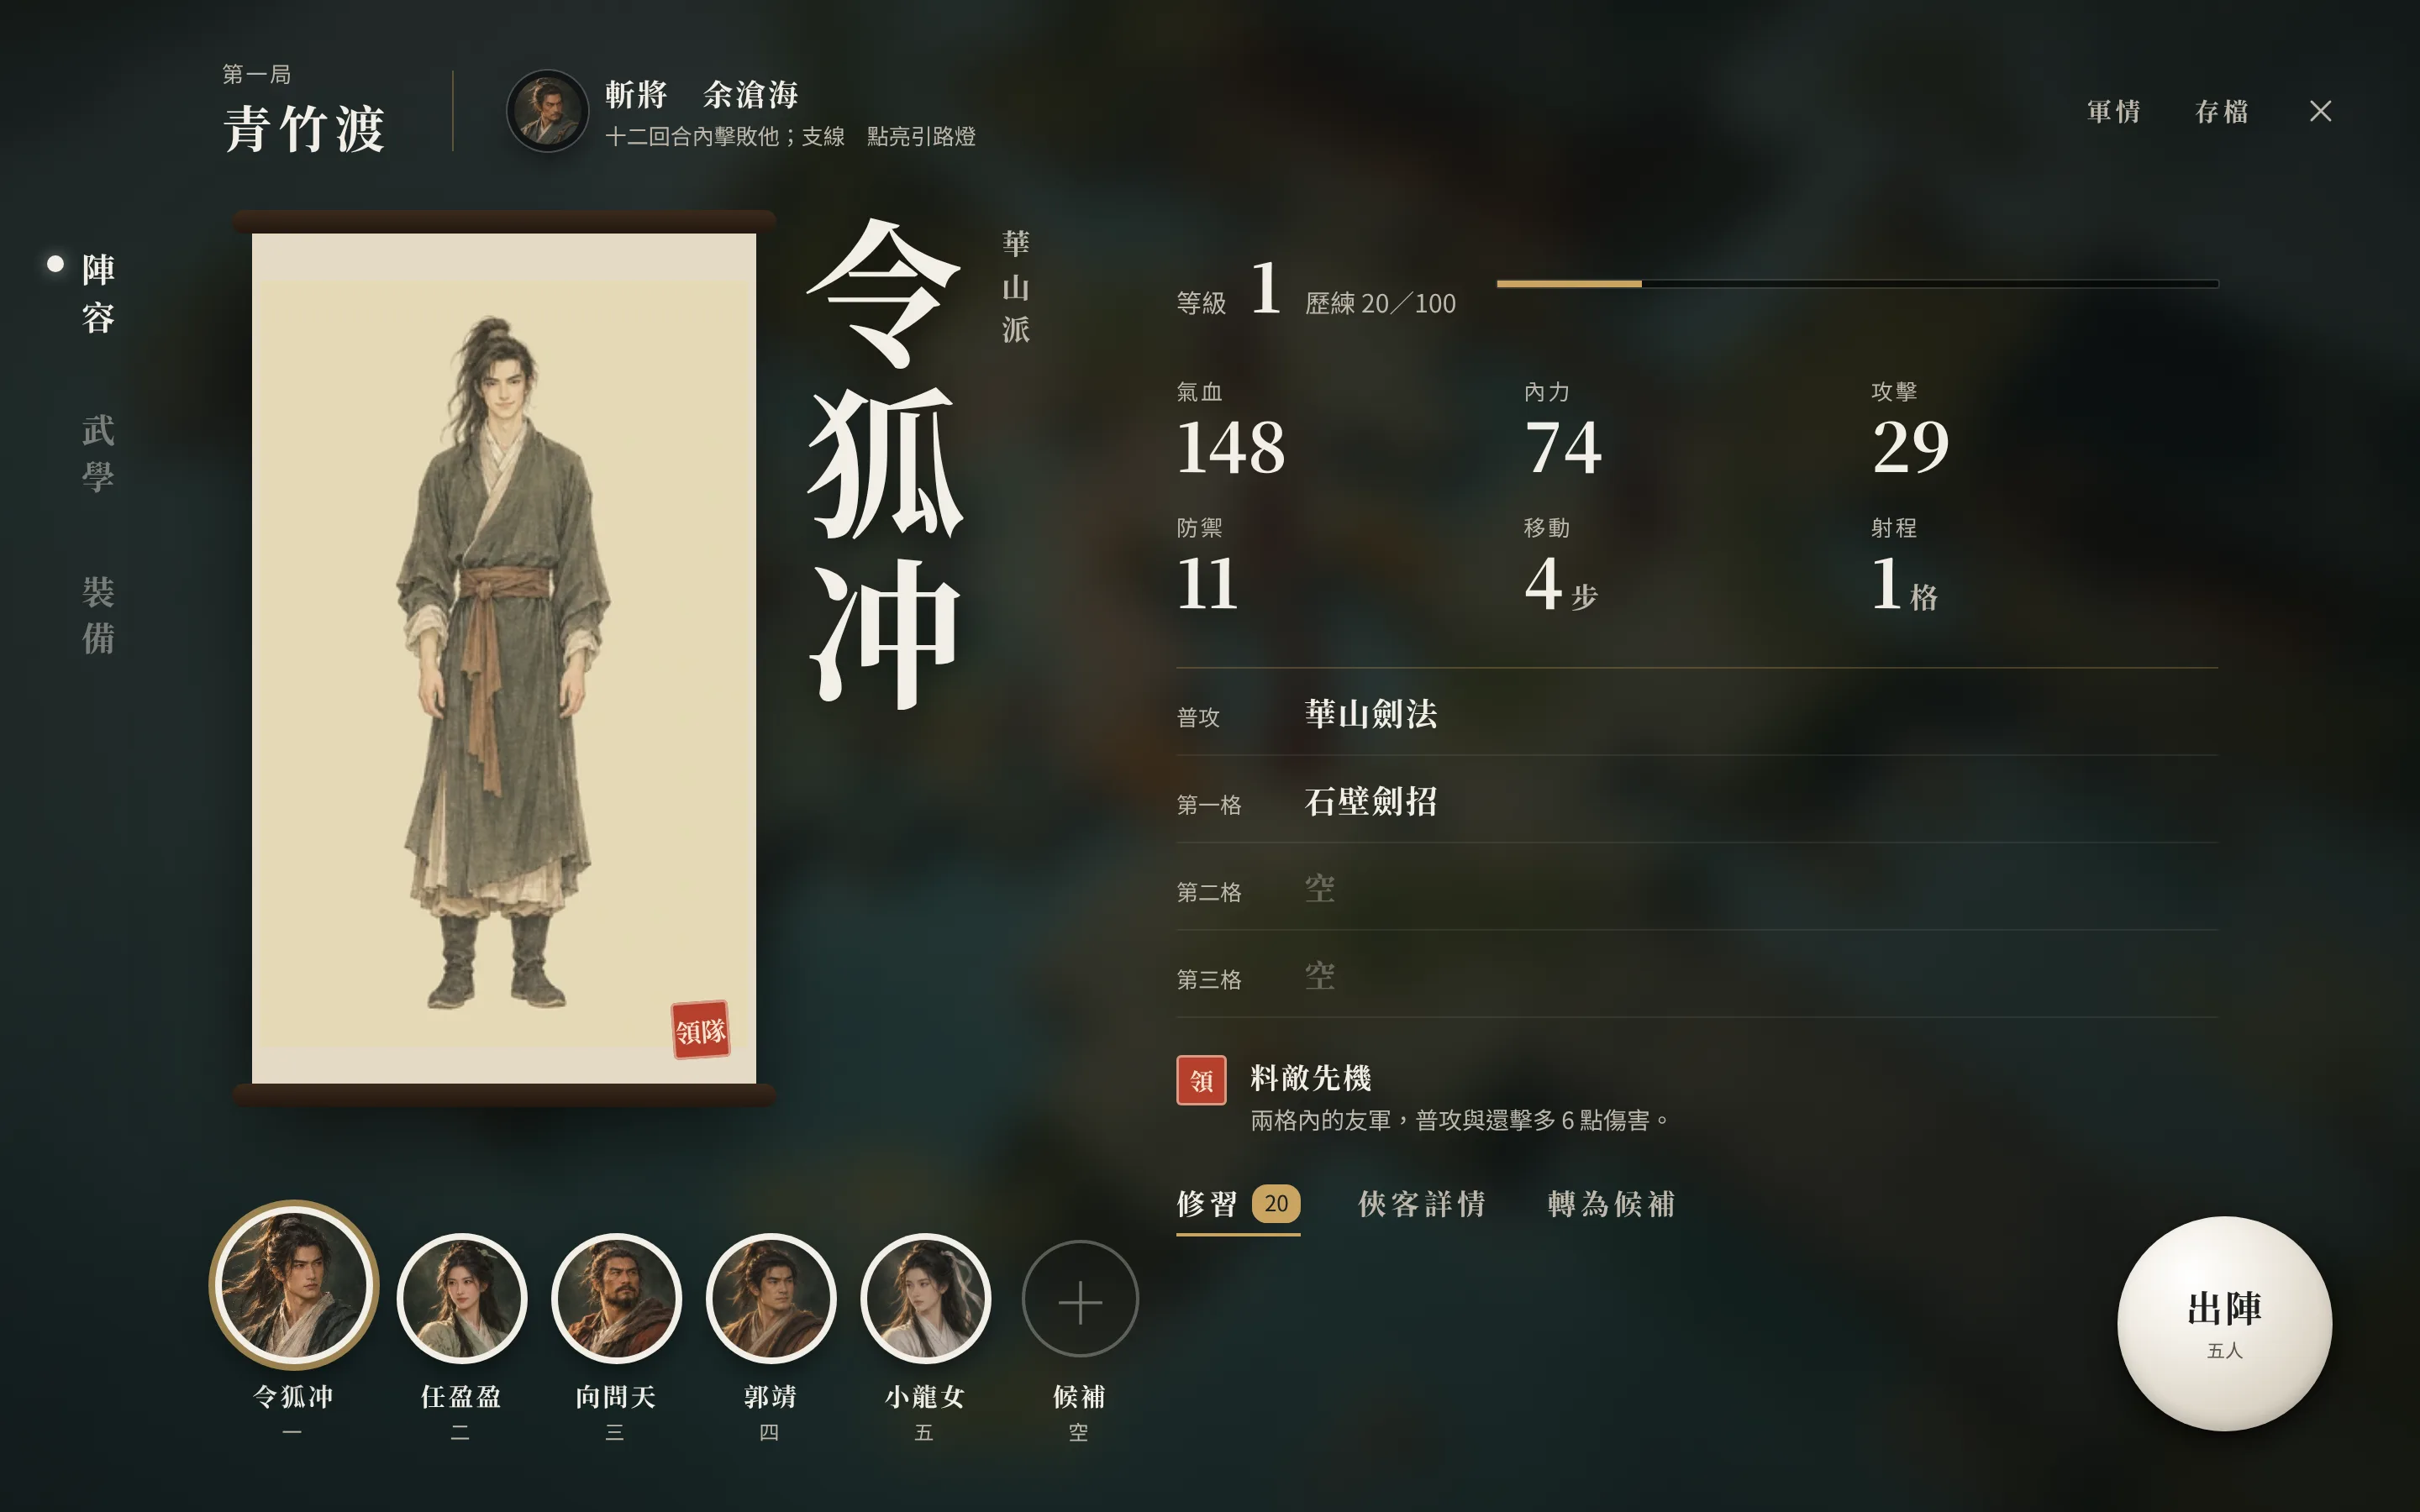 第一局
青竹渡
斬將　余滄海
十二回合內擊敗他；支線　點亮引路燈
軍情
存檔
陣容
武學
裝備
領隊
令狐冲
華山派
等級 1 歷練 20／100
氣血
148
內力
74
攻擊
29
防禦
11
移動
4 步
射程
1 格
普攻 華山劍法
第一格 石壁劍招
第二格 空
第三格 空
領
料敵先機
兩格內的友軍，普攻與還擊多 6 點傷害。
修習 20
俠客詳情
轉為候補
令狐冲
一
任盈盈
二
向問天
三
郭靖
四
小龍女
五
候補
空
出陣
五人